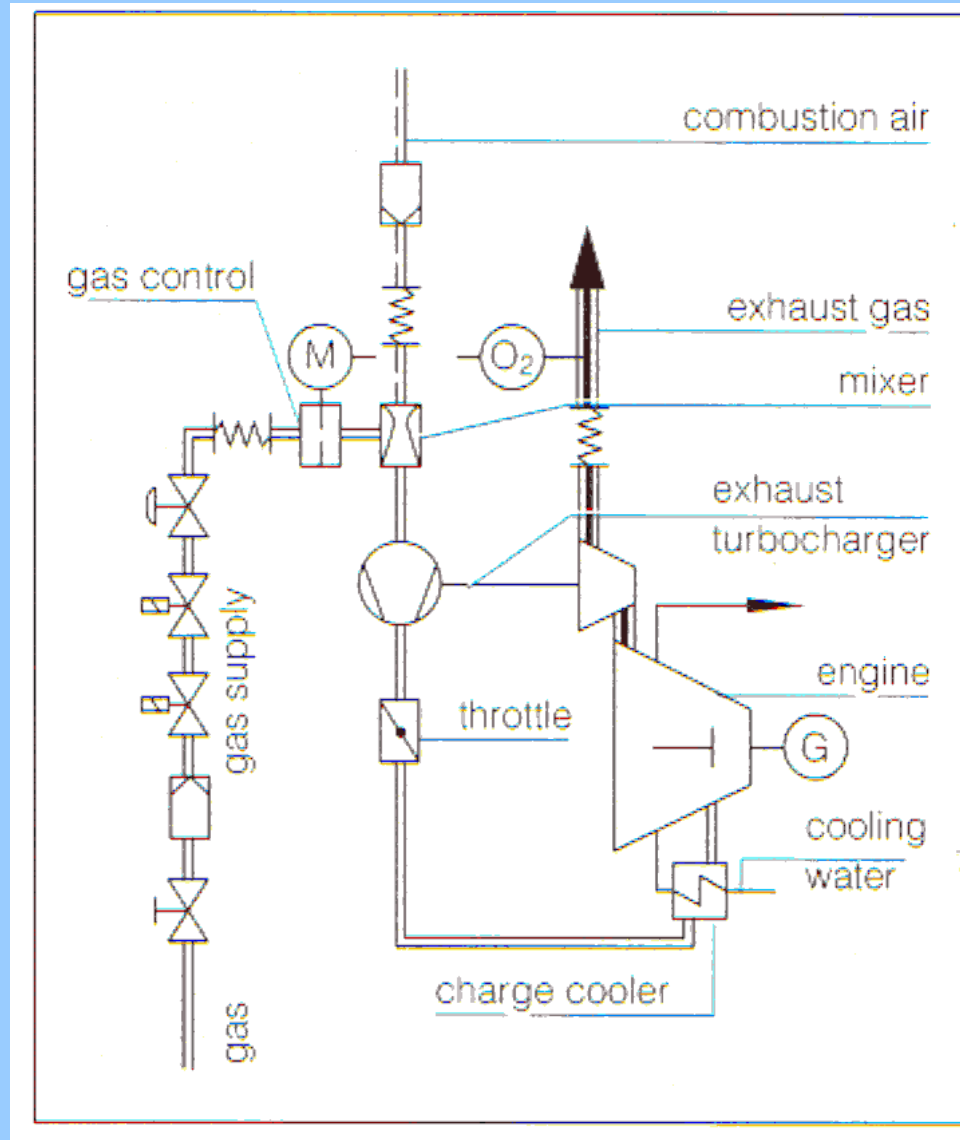 combustion air
gas control
exhaust gas
M
O₂
mixer
exhaust
turbocharger
gas supply
engine
throttle
G
cooling
water
charge cooler
gas